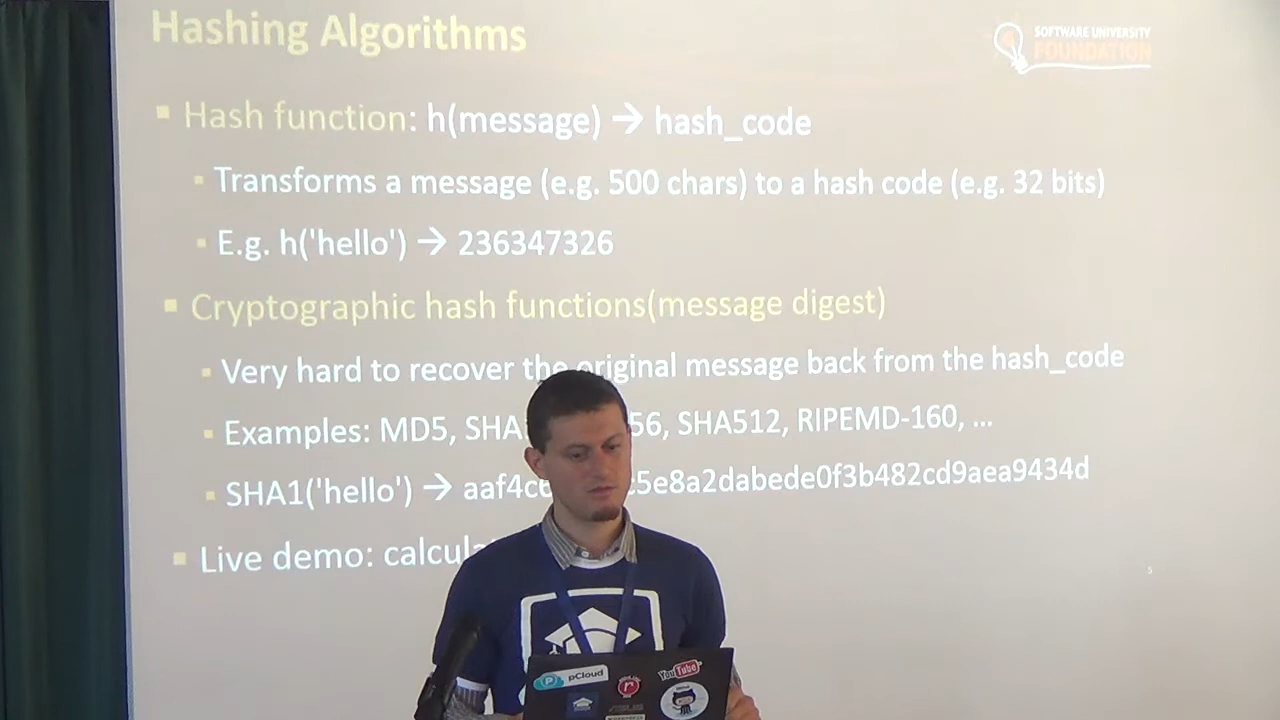 Hashing Algorithms
SOFTWARE UNIVERSITY
FOUNDATION
Hash function: h(message) → hash_code
Transforms a message (e.g. 500 chars) to a hash code (e.g. 32 bits)
E.g. h('hello') → 236347326
Cryptographic hash functions(message digest)
Very hard to recover the original message back from the hash_code
Examples: MD5, SHA 56, SHA512, RIPEMD-160, ...
SHA1('hello') → aaf4c c5e8a2dabede0f3b482cd9aea9434d
Live demo: calcula
5
pCloud
YouTube